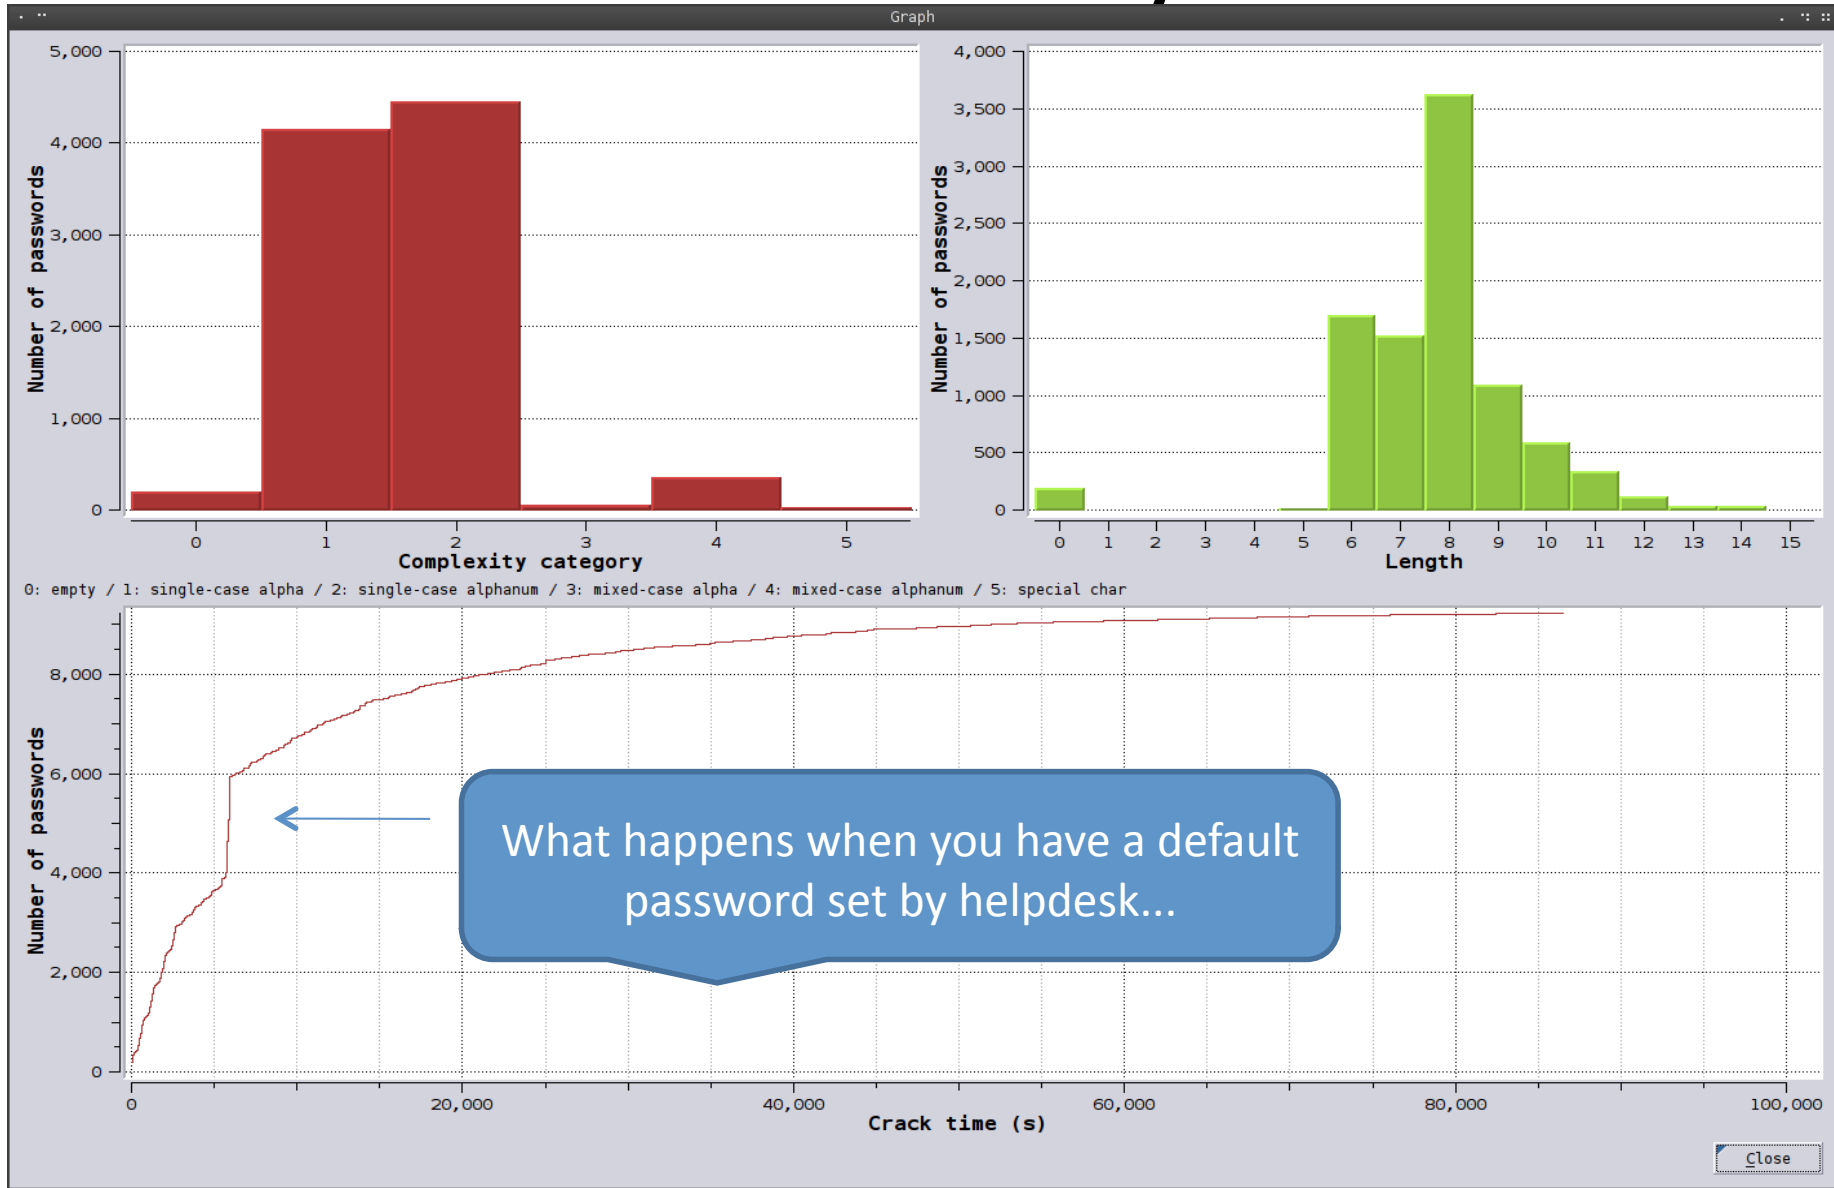 Graph
5,000
4,000
3,000
2,000
1,000
0
Number of passwords
0 1 2 3 4 5
Complexity category
4,000
3,500
3,000
2,500
2,000
1,500
1,000
500
0
Number of passwords
0 1 2 3 4 5 6 7 8 9 10 11 12 13 14 15
Length
0: empty / 1: single-case alpha / 2: single-case alphanum / 3: mixed-case alpha / 4: mixed-case alphanum / 5: special char
8,000
6,000
4,000
2,000
0
Number of passwords
What happens when you have a default
password set by helpdesk...
0 20,000 40,000 60,000 80,000 100,000
Crack time (s)
Close